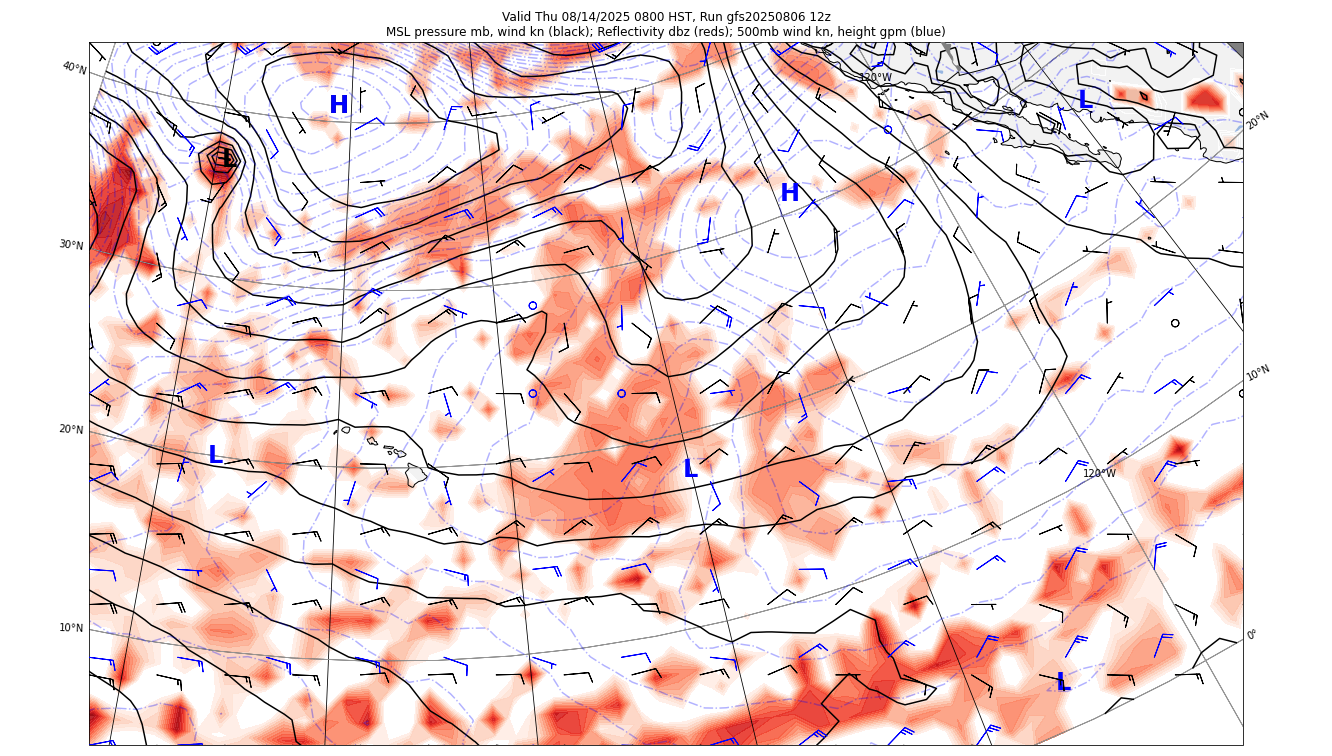 Valid Thu 08/14/2025 0800 HST, Run gfs20250806 12z
MSL pressure mb, wind kn (black); Reflectivity dbz (reds); 500mb wind kn, height gpm (blue)
40°N
120°W
L
20°N
H
L
H
30°N
10°N
20°N
L
L
120°W
10°N
0°
L